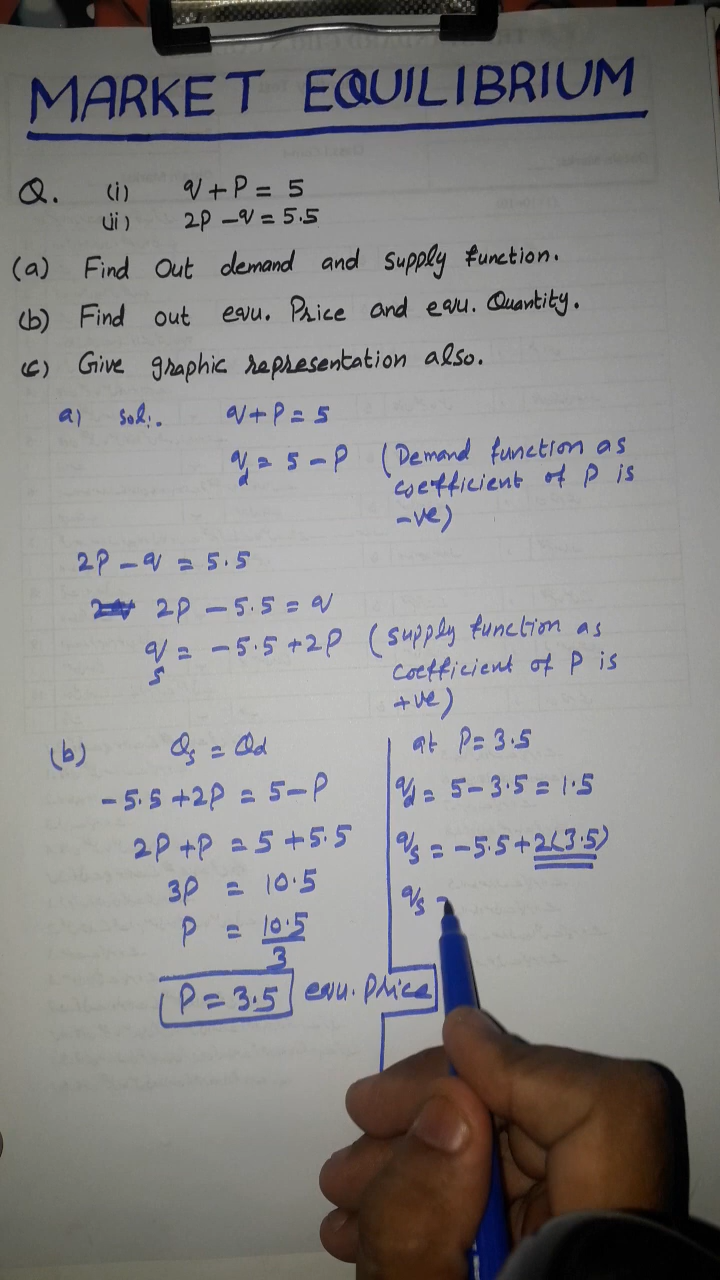 MARKET EQUILIBRIUM
Q. (i) q + P = 5
(ii) 2P - q = 5.5
(a) Find Out demand and supply function.
(b) Find out equ. Price and equ. Quantity.
(c) Give graphic representation also.
a) sol:. q + P = 5
qd = 5 - P (Demand function as
coefficient of P is
-ve)
2P - q = 5.5
2P - 5.5 = q
qs = -5.5 + 2P (supply function as
coefficient of P is
+ve)
(b) Qs = Qd
-5.5 + 2P = 5 - P
2P + P = 5 + 5.5
3P = 10.5
P = 10.5/3
P = 3.5 equ. Price
at P = 3.5
qd = 5 - 3.5 = 1.5
qs = -5.5 + 2(3.5)
qs =